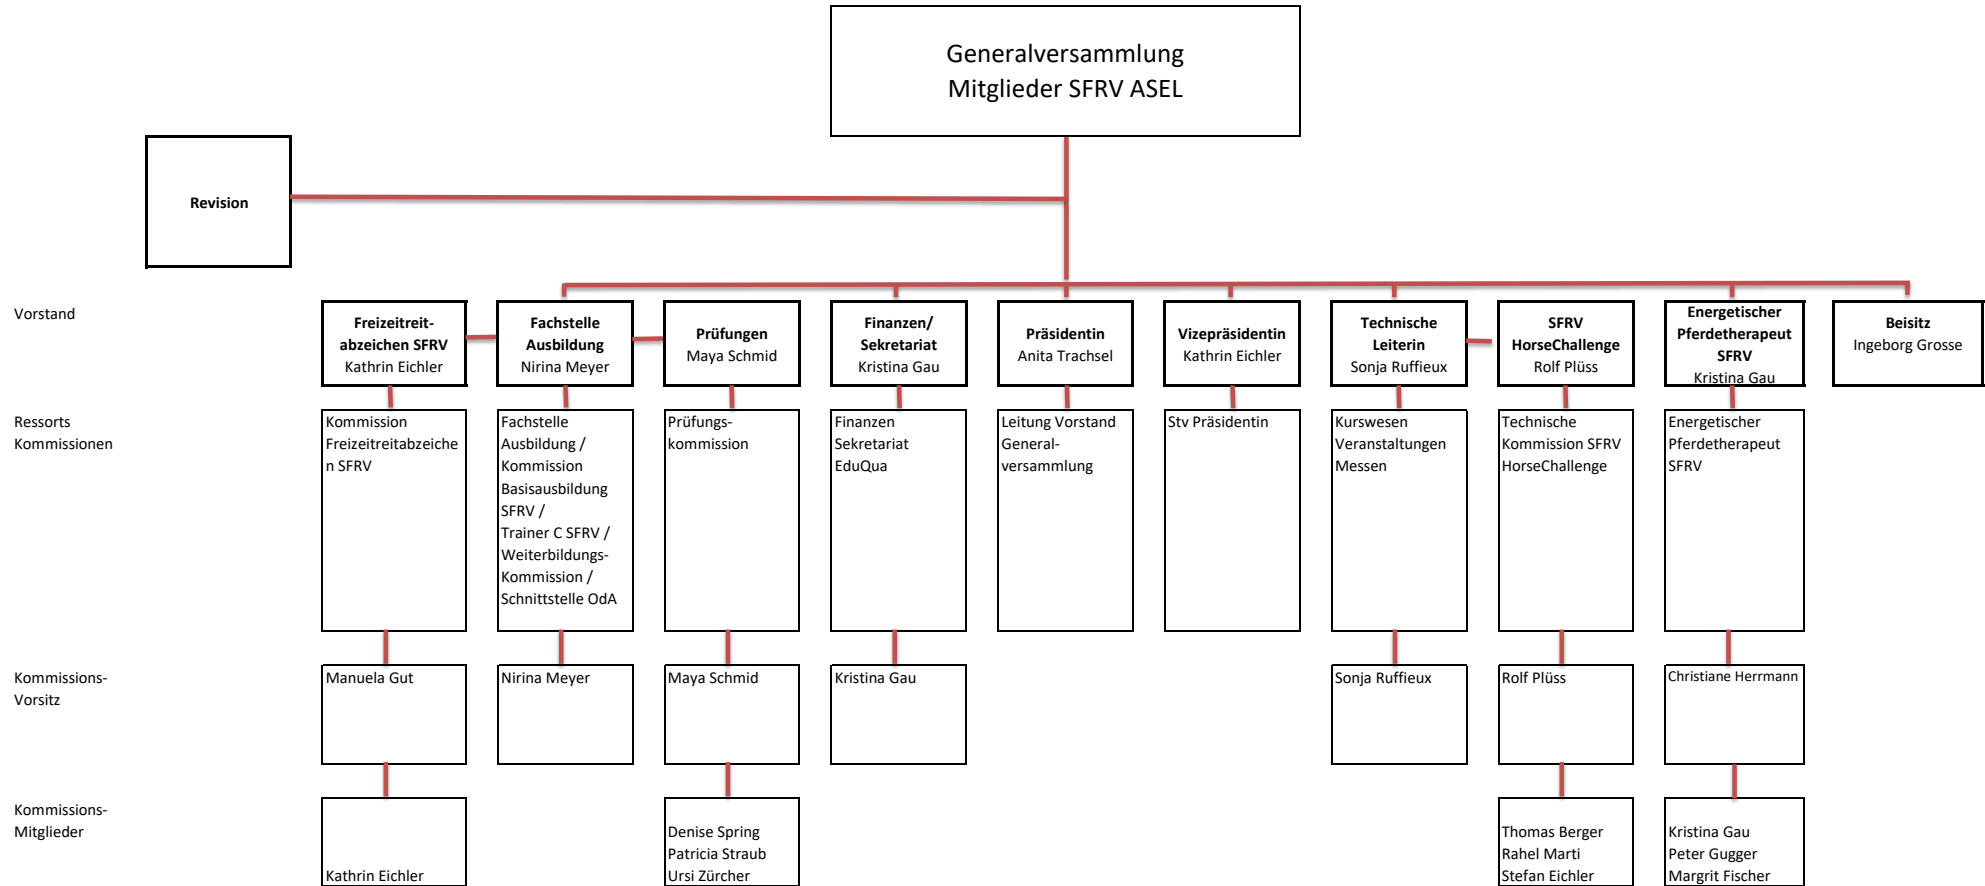 Generalversammlung
Mitglieder SFRV ASEL
Revision
Vorstand
Freizeitreit-
abzeichen SFRV
Kathrin Eichler
Fachstelle
Ausbildung
Nirina Meyer
Prüfungen
Maya Schmid
Finanzen/
Sekretariat
Kristina Gau
Präsidentin
Anita Trachsel
Vizepräsidentin
Kathrin Eichler
Technische
Leiterin
Sonja Ruffieux
SFRV
HorseChallenge
Rolf Plüss
Energetischer
Pferdetherapeut
SFRV
Kristina Gau
Beisitz
Ingeborg Grosse
Ressorts
Kommissionen
Kommission
Freizeitreitabzeiche
n SFRV
Fachstelle
Ausbildung /
Kommission
Basisausbildung
SFRV /
Trainer C SFRV /
Weiterbildungs-
Kommission /
Schnittstelle OdA
Prüfungs-
kommission
Finanzen
Sekretariat
EduQua
Leitung Vorstand
General-
versammlung
Stv Präsidentin
Kurswesen
Veranstaltungen
Messen
Technische
Kommission SFRV
HorseChallenge
Energetischer
Pferdetherapeut
SFRV
Kommissions-
Vorsitz
Manuela Gut
Nirina Meyer
Maya Schmid
Kristina Gau
Sonja Ruffieux
Rolf Plüss
Christiane Herrmann
Kommissions-
Mitglieder
Kathrin Eichler
Denise Spring
Patricia Straub
Ursi Zürcher
Thomas Berger
Rahel Marti
Stefan Eichler
Kristina Gau
Peter Gugger
Margrit Fischer